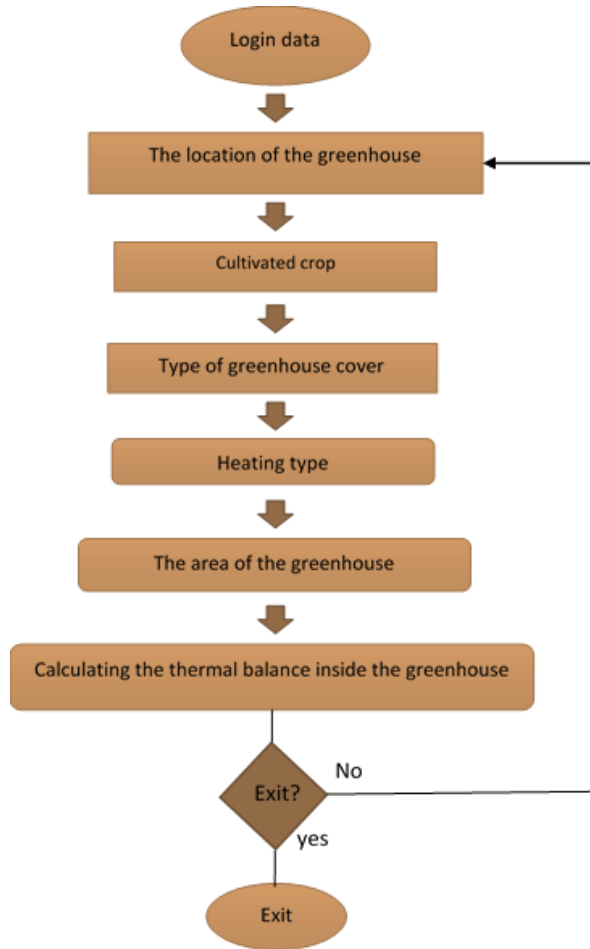 Login data
The location of the greenhouse
Cultivated crop
Type of greenhouse cover
Heating type
The area of the greenhouse
Calculating the thermal balance inside the greenhouse
No
Exit?
yes
Exit